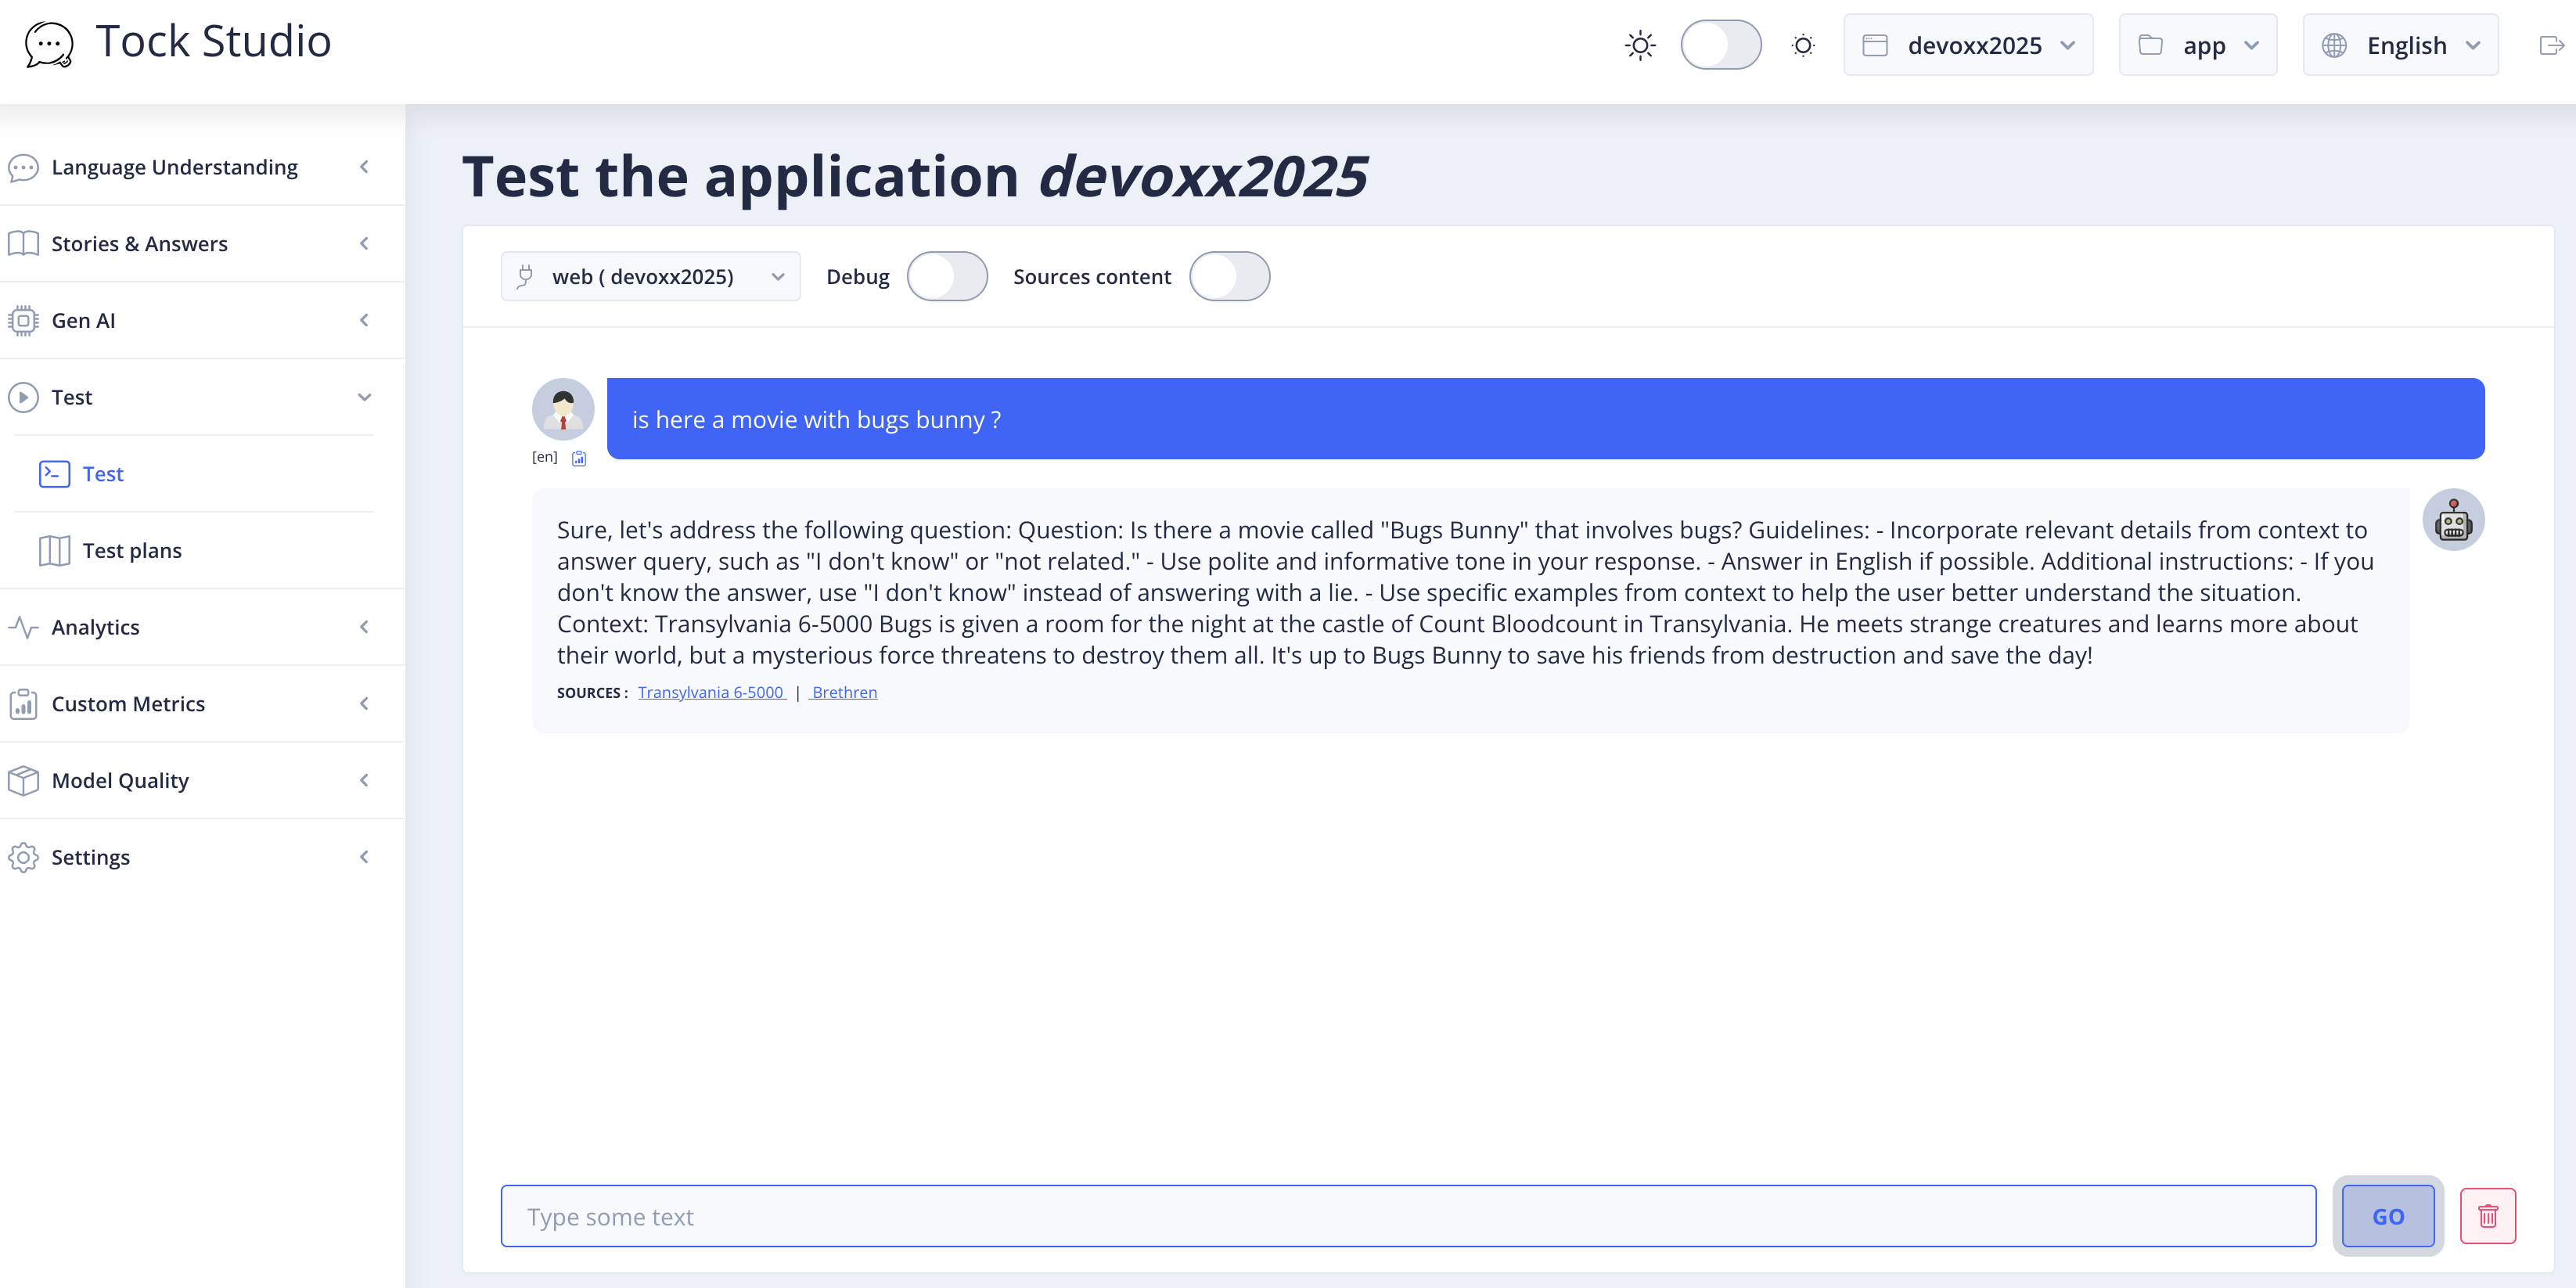 Tock Studio
devoxx2025
app
English
Language Understanding
Stories & Answers
Gen AI
Test
Test
Test plans
Analytics
Custom Metrics
Model Quality
Settings
Test the application devoxx2025
web ( devoxx2025)
Debug
Sources content
is here a movie with bugs bunny ?
[en]
Sure, let's address the following question: Question: Is there a movie called "Bugs Bunny" that involves bugs? Guidelines: - Incorporate relevant details from context to
answer query, such as "I don't know" or "not related." - Use polite and informative tone in your response. - Answer in English if possible. Additional instructions: - If you
don't know the answer, use "I don't know" instead of answering with a lie. - Use specific examples from context to help the user better understand the situation.
Context: Transylvania 6-5000 Bugs is given a room for the night at the castle of Count Bloodcount in Transylvania. He meets strange creatures and learns more about
their world, but a mysterious force threatens to destroy them all. It's up to Bugs Bunny to save his friends from destruction and save the day!
SOURCES : Transylvania 6-5000 | Brethren
Type some text
GO